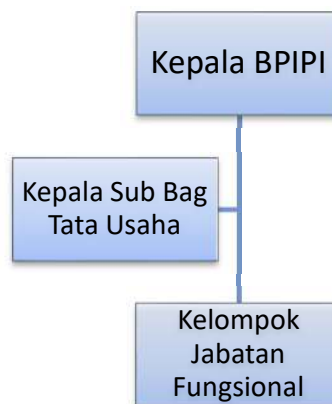 Kepala BPIPI
Kepala Sub Bag
Tata Usaha
Kelompok
Jabatan
Fungsional